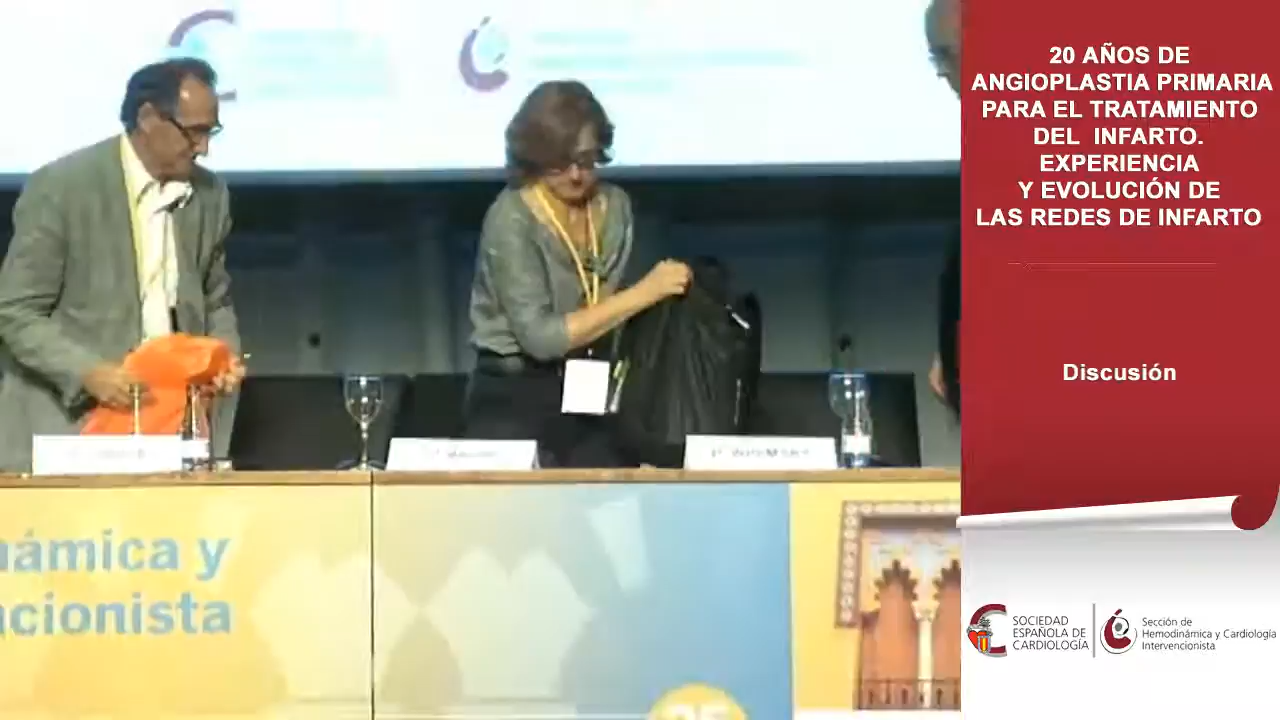 20 AÑOS DE
ANGIOPLASTIA PRIMARIA
PARA EL TRATAMIENTO
DEL INFARTO.
EXPERIENCIA
Y EVOLUCIÓN DE
LAS REDES DE INFARTO
Discusión
SOCIEDAD
ESPAÑOLA DE
CARDIOLOGÍA
Sección de
Hemodinámica y Cardiología
Intervencionista
námica y
ncionista